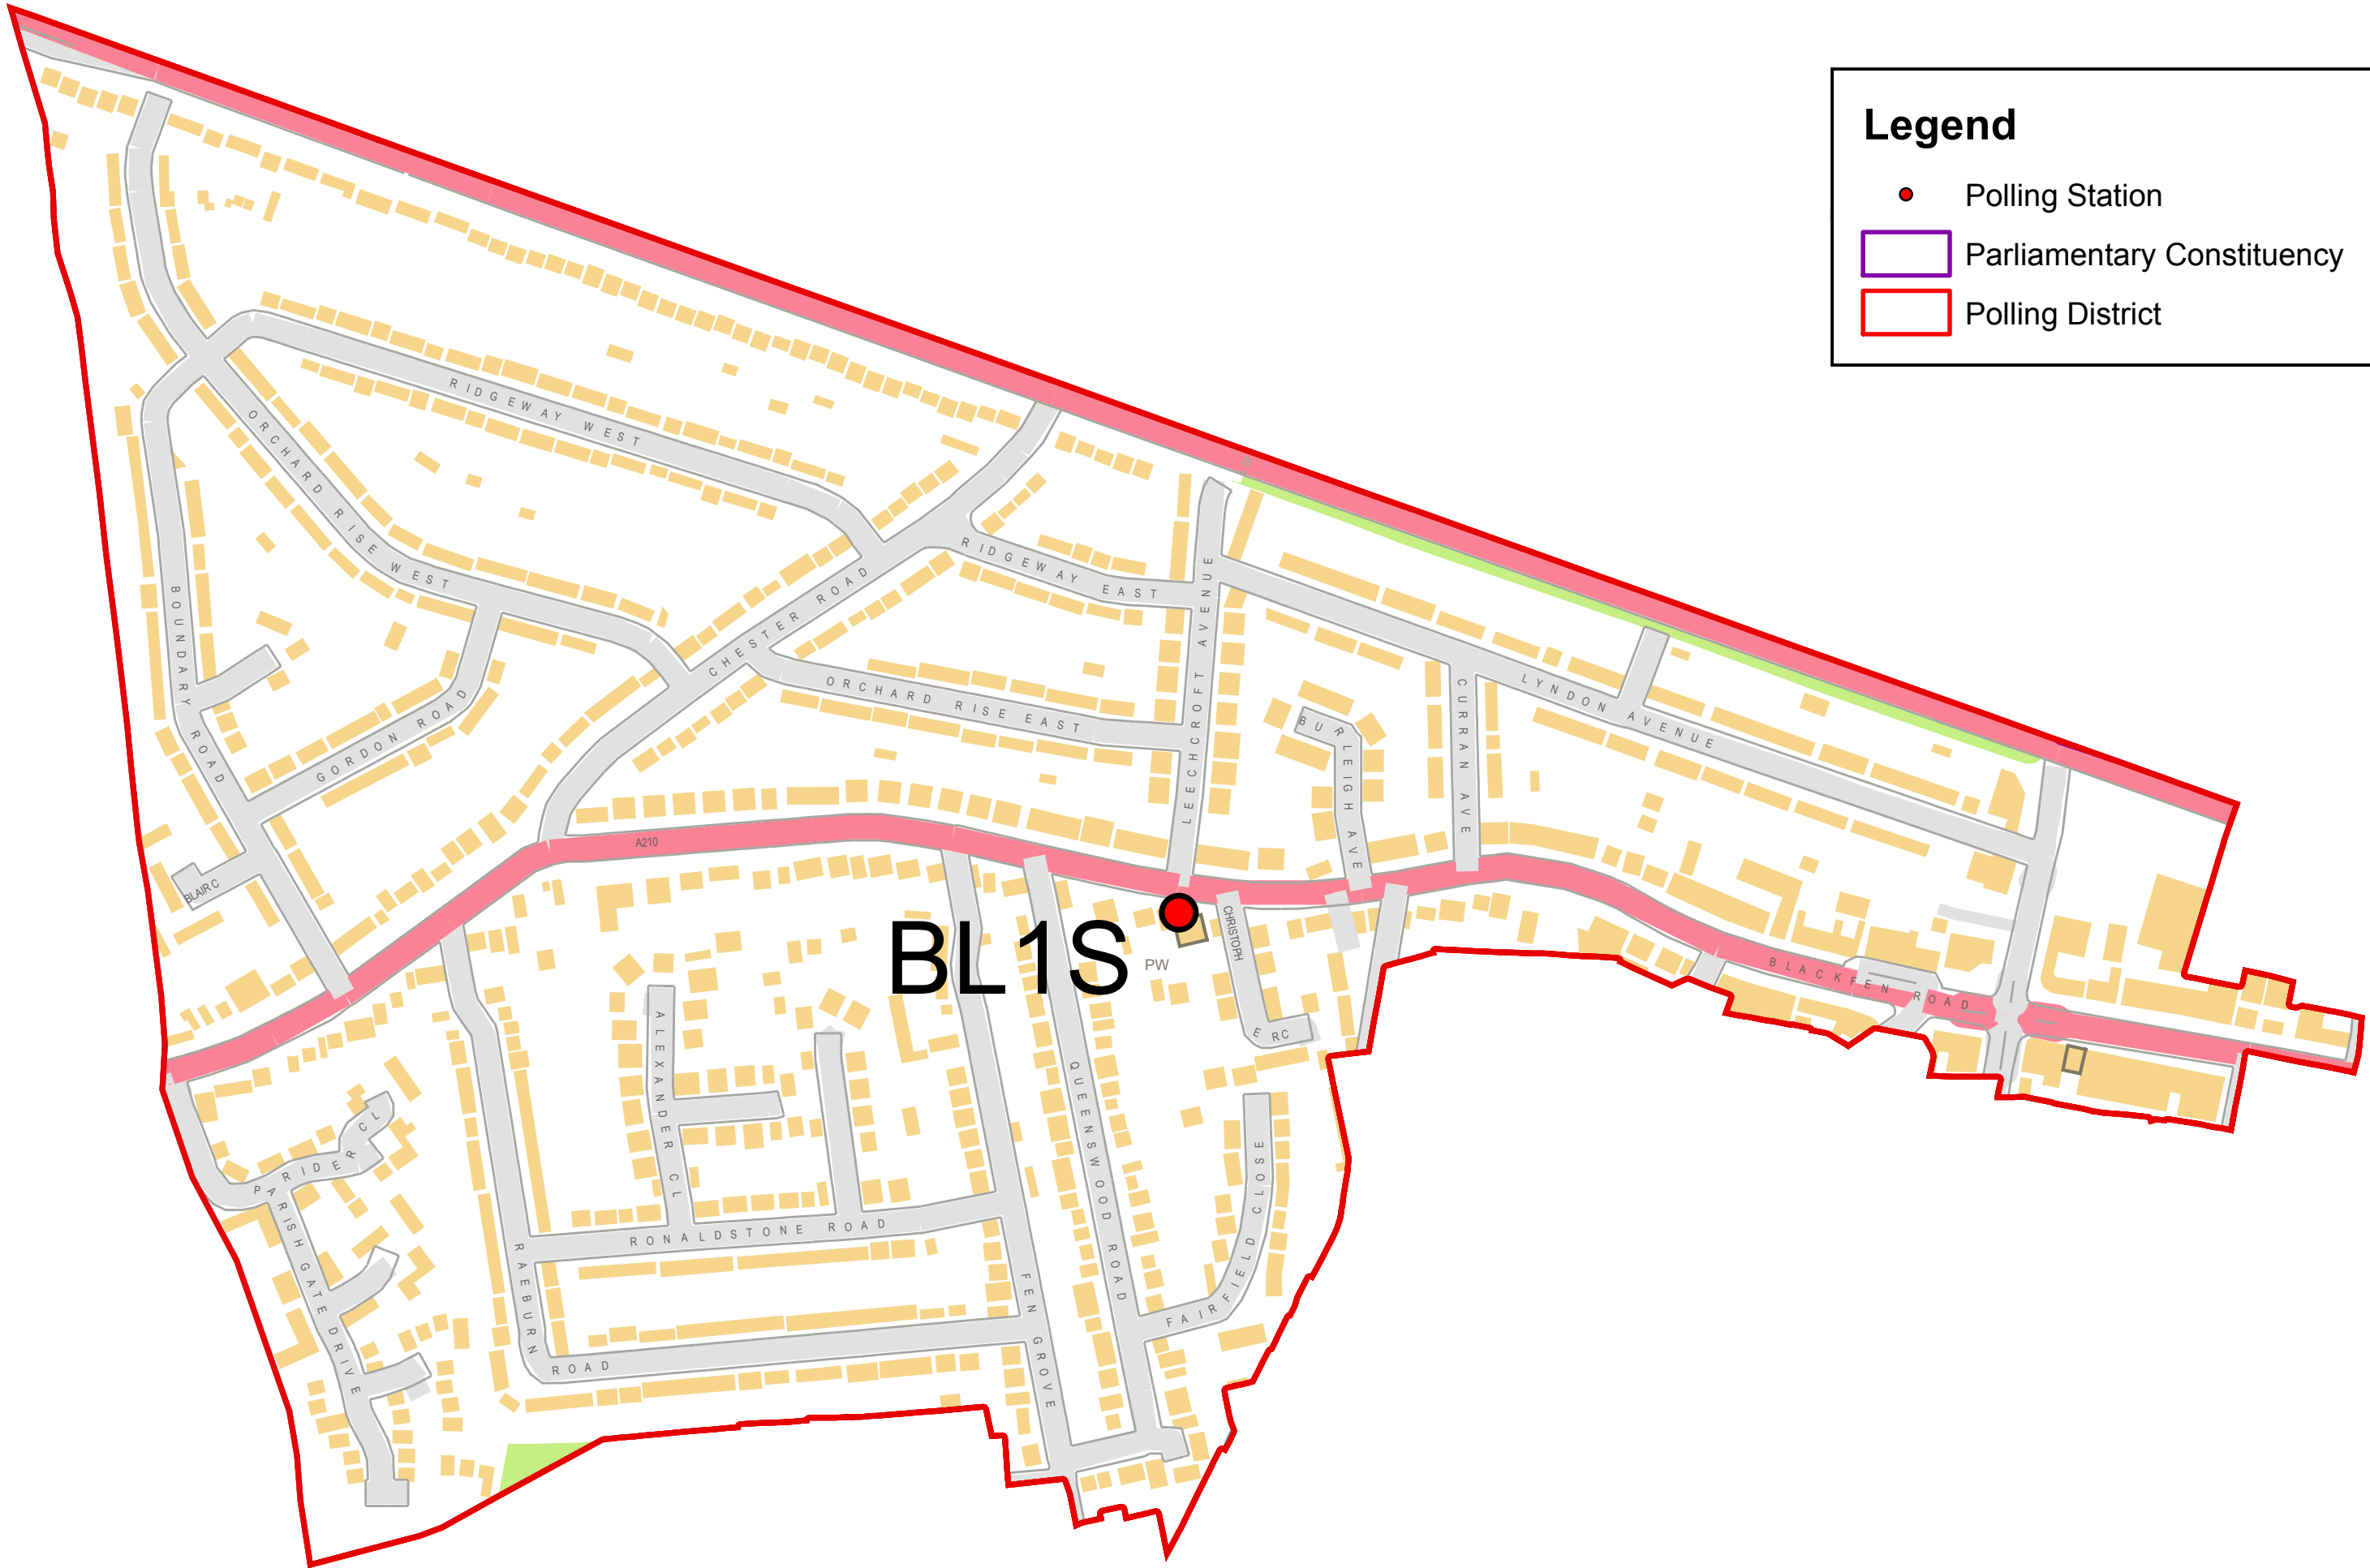 Legend
Polling Station
Parliamentary Constituency
Polling District
RIDGEWAY WEST
ORCHARD RISE WEST
RIDGEWAY EAST
CHESTER ROAD
LEECHCROFT AVENUE
BOUNDARY ROAD
ORCHARD RISE EAST
LYNDON AVENUE
CURRAN AVE
BURLEIGH AVE
GORDON ROAD
A210
BLAIR C
BL1S
PW
CHRISTOPH
ER C
BLACKFEN ROAD
ALEXANDER CL
QUEENSWOOD ROAD
RIDER CL
PARISH GATE DRIVE
RONALDSTONE ROAD
FAIRFIELD CLOSE
RAEBURN
ROAD
FEN GROVE